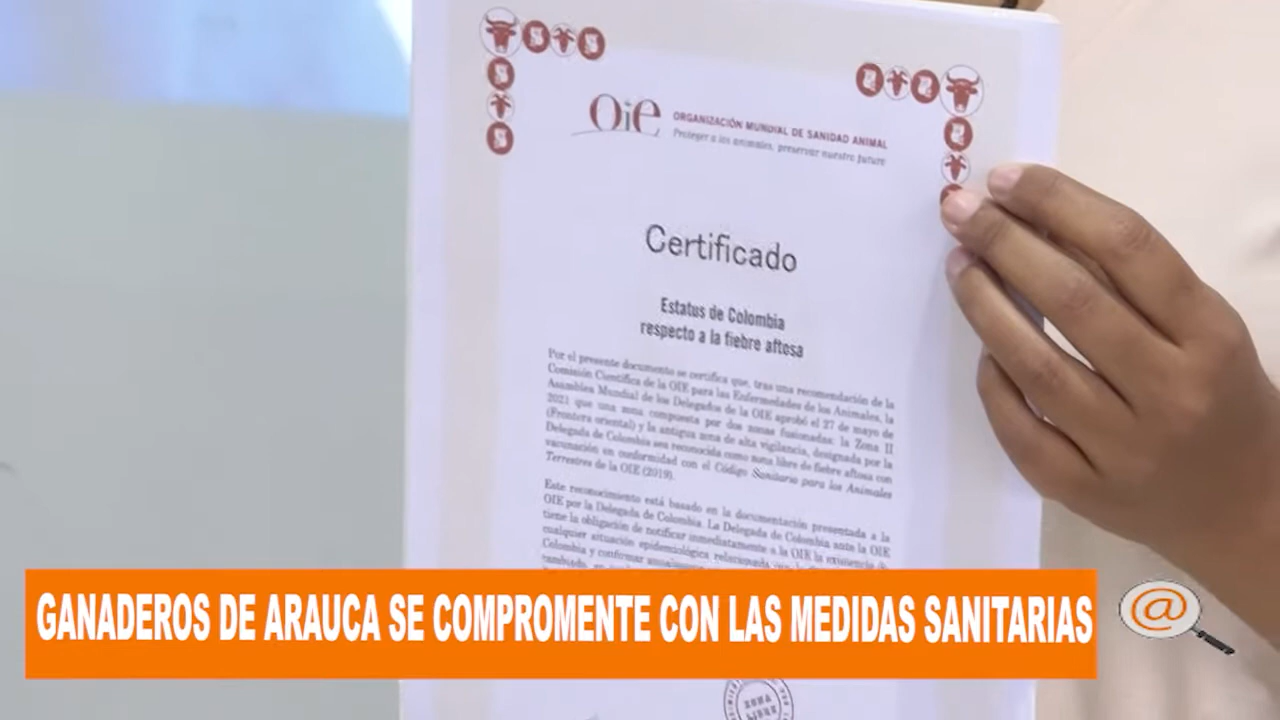 OiE
ORGANIZACIÓN MUNDIAL DE SANIDAD ANIMAL
Proteger a los animales, preservar nuestro futuro
Certificado
Estatus de Colombia
respecto a la fiebre aftosa
Por el presente documento se certifica que, tras una recomendación de la
Comisión Científica de la OIE para las Enfermedades de los Animales, la
Asamblea Mundial de los Delegados de la OIE aprobó el 27 de mayo de
2021 que una zona compuesta por dos zonas fusionadas: la Zona II
(Frontera oriental) y la antigua zona de alta vigilancia, designada por la
Delegada de Colombia sea reconocida como zona libre de fiebre aftosa con
vacunación en conformidad con el Código Sanitario para los Animales
Terrestres de la OIE (2019).
Este reconocimiento está basado en la documentación presentada a la
OIE por la Delegada de Colombia. La Delegada de Colombia ante la OIE
tiene la obligación de notificar inmediatamente a la OIE la existencia de
cualquier situación epidemiológica relacionada
Colombia y confirmar
GANADEROS DE ARAUCA SE COMPROMENTE CON LAS MEDIDAS SANITARIAS
@
ZONA
LIBRE